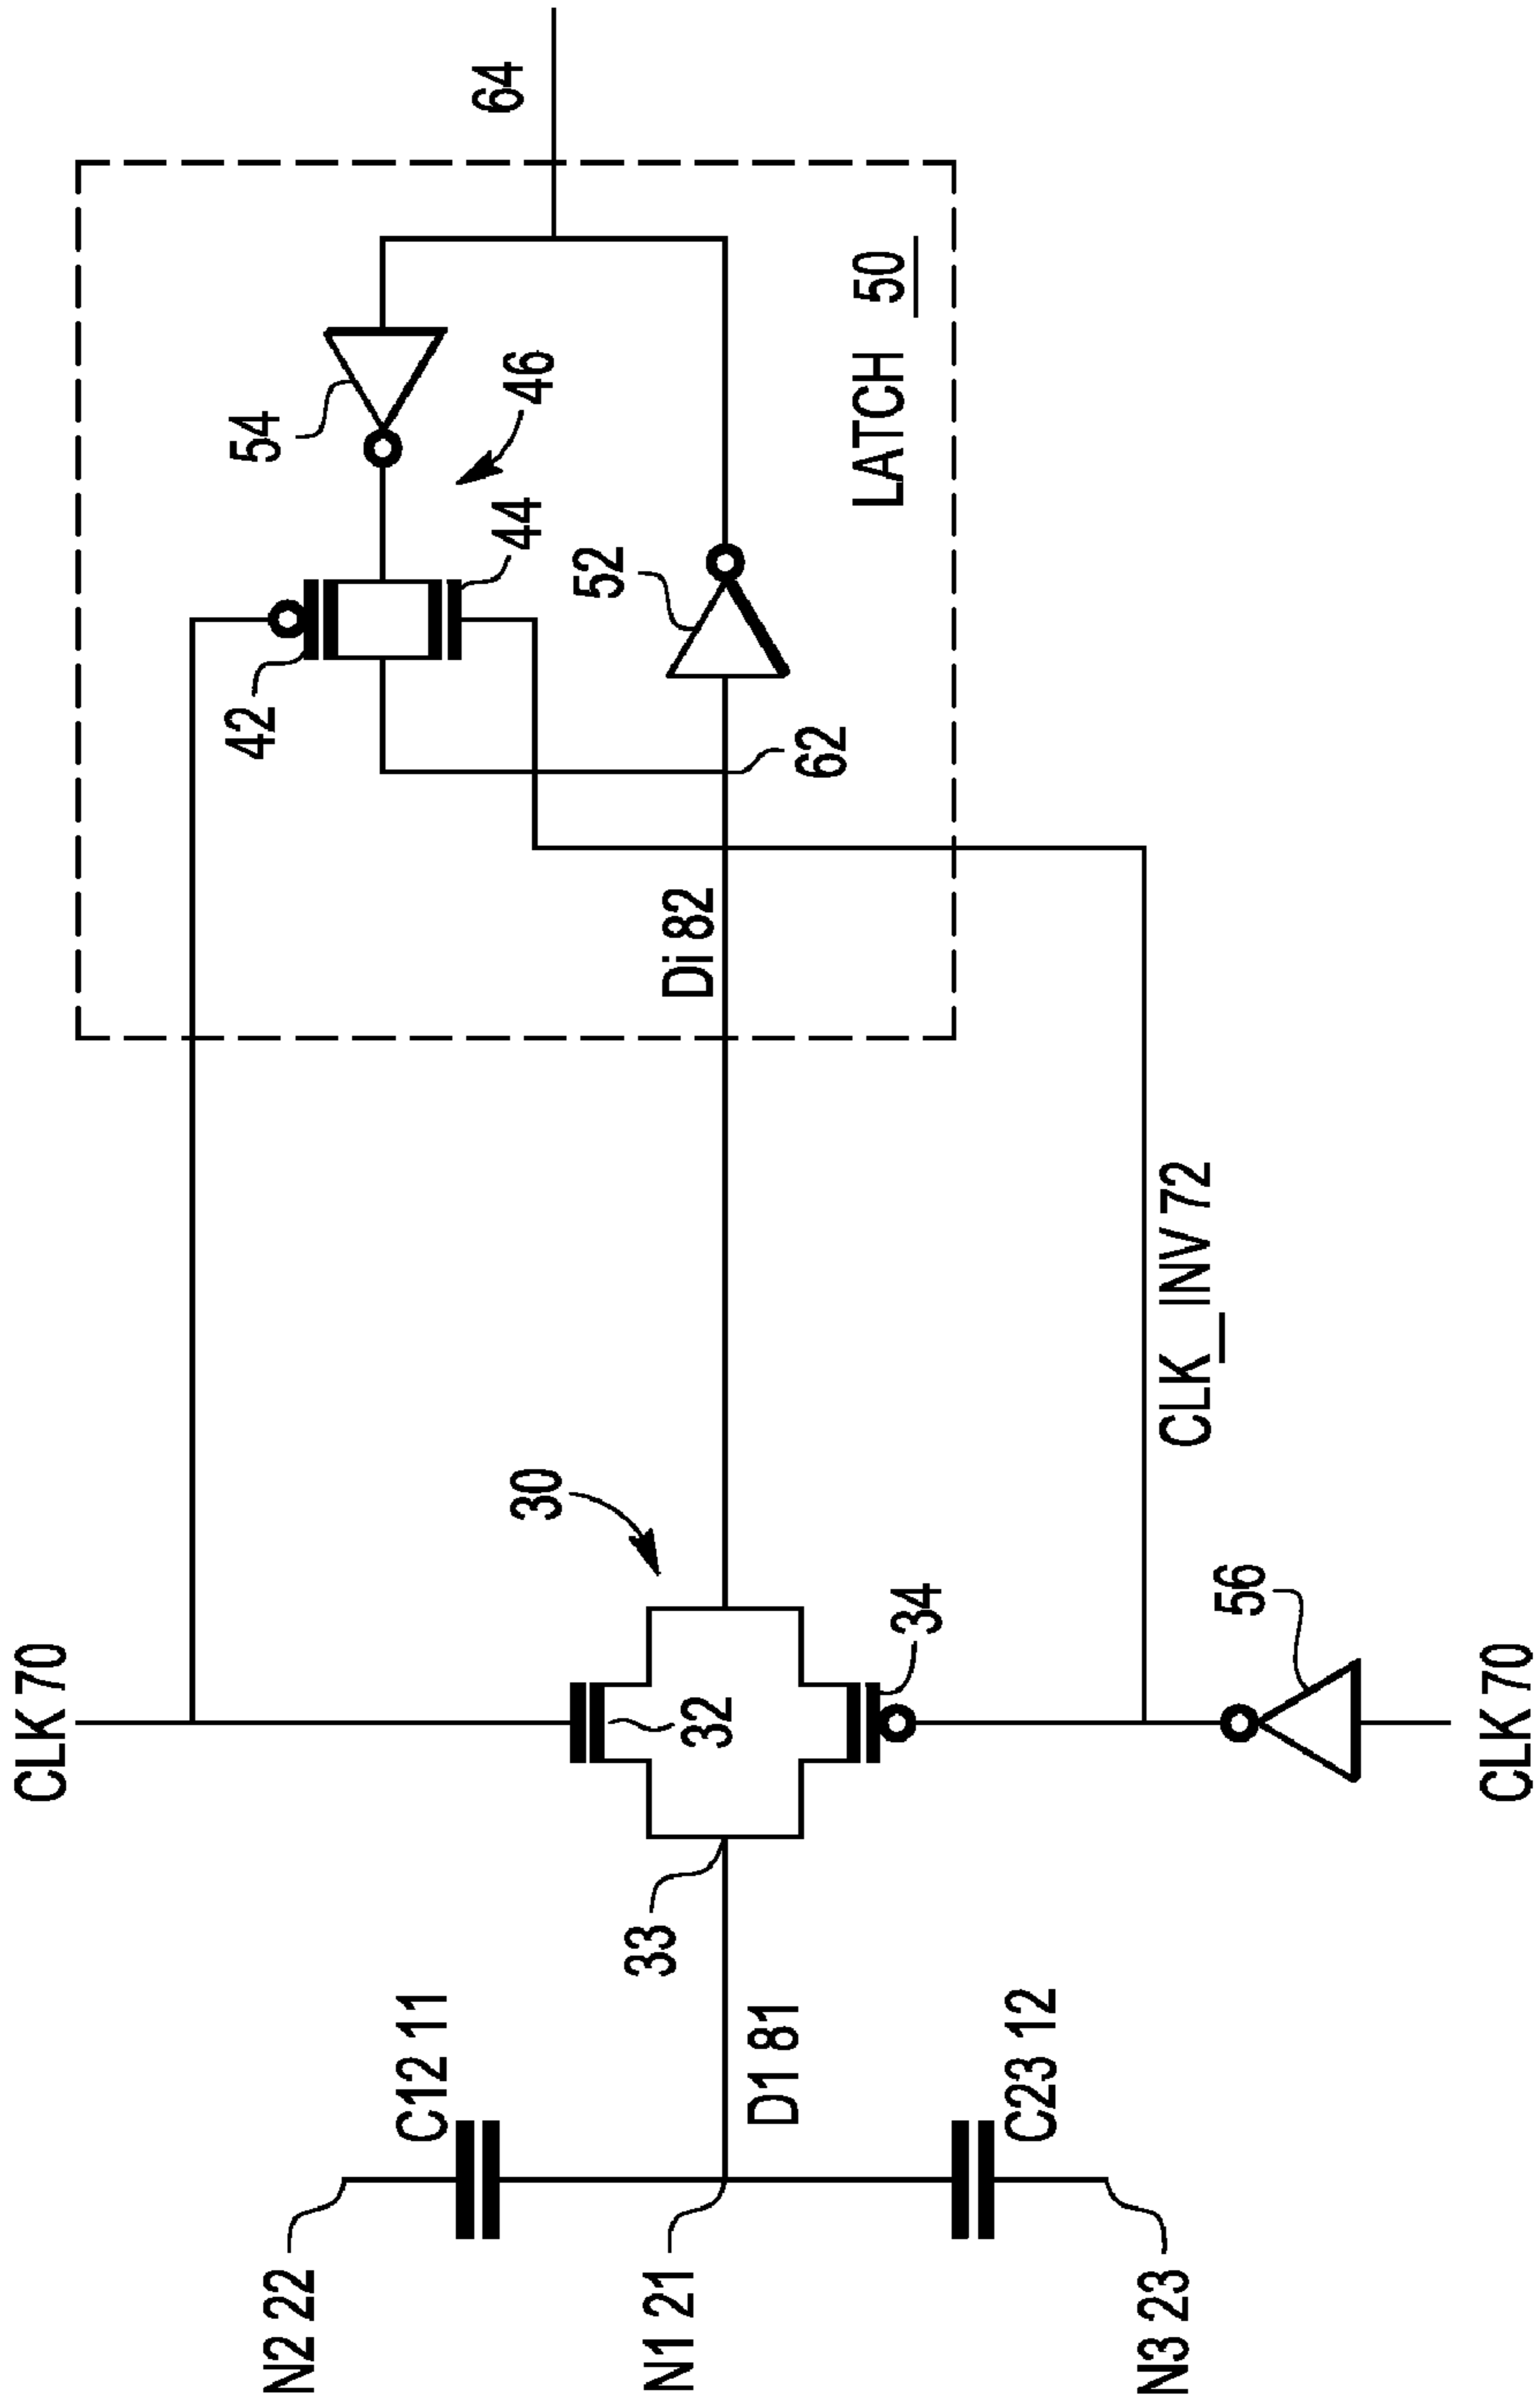 CLK 70
N2 22
C12 11
N1 21
D1 81
33
32
30
34
C23 12
N3 23
56
CLK 70
CLK_INV 72
Di 82
62
42
44
46
54
52
LATCH 50
64